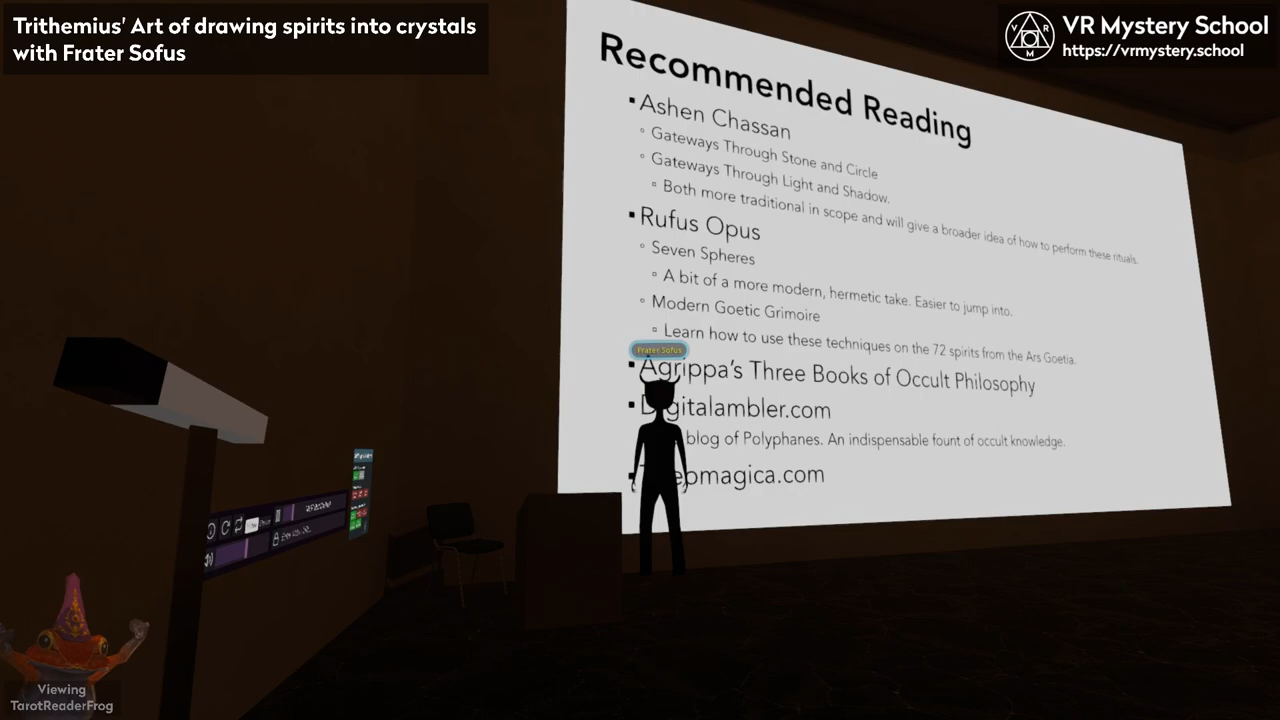 Trithemius' Art of drawing spirits into crystals
with Frater Sofus
VR Mystery School
https://vrmystery.school
V R
M
Recommended Reading
Ashen Chassan
Gateways Through Stone and Circle
Gateways Through Light and Shadow.
Both more traditional in scope and will give a broader idea of how to perform these rituals.
Rufus Opus
Seven Spheres
A bit of a more modern, hermetic take. Easier to jump into.
Modern Goetic Grimoire
Learn how to use these techniques on the 72 spirits from the Ars Goetia.
Frater Sofus
Agrippa's Three Books of Occult Philosophy
Digitalambler.com
blog of Polyphanes. An indispensable fount of occult knowledge.
Viewing
TarotReaderFrog